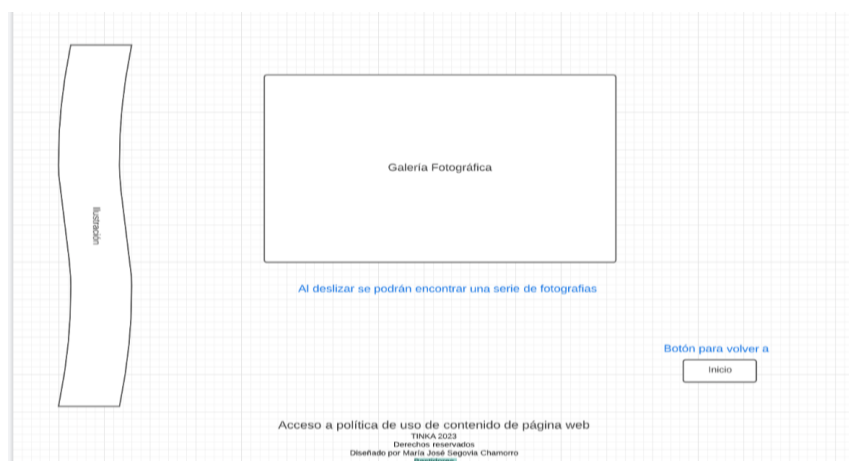 Ilustración
Galería Fotográfica
Al deslizar se podrán encontrar una serie de fotografías
Botón para volver a
Inicio
Acceso a política de uso de contenido de página web
TINKA 2023
Derechos reservados
Diseñado por María José Segovia Chamorro